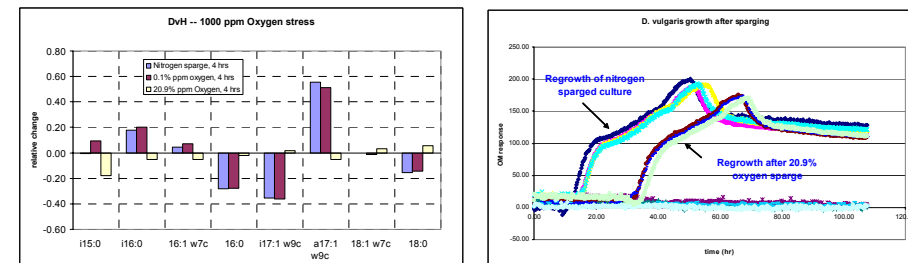 DvH -- 1000 ppm Oxygen stress
0.80
0.60
0.40
0.20
0.00
-0.20
-0.40
-0.60
relative change
Nitrogen sparge, 4 hrs
0.1% ppm oxygen, 4 hrs
20.9% ppm Oxygen, 4 hrs
i15:0
i16:0
16:1 w7c
16:0
i17:1 w9c
a17:1
w9c
18:1 w7c
18:0
D. vulgaris growth after sparging
250.00
200.00
150.00
100.00
50.00
0.00
-50.00
OM response
Regrowth of nitrogen
sparged culture
Regrowth after 20.9%
oxygen sparge
0.00
20.00
40.00
60.00
80.00
100.00
120.
time (hr)